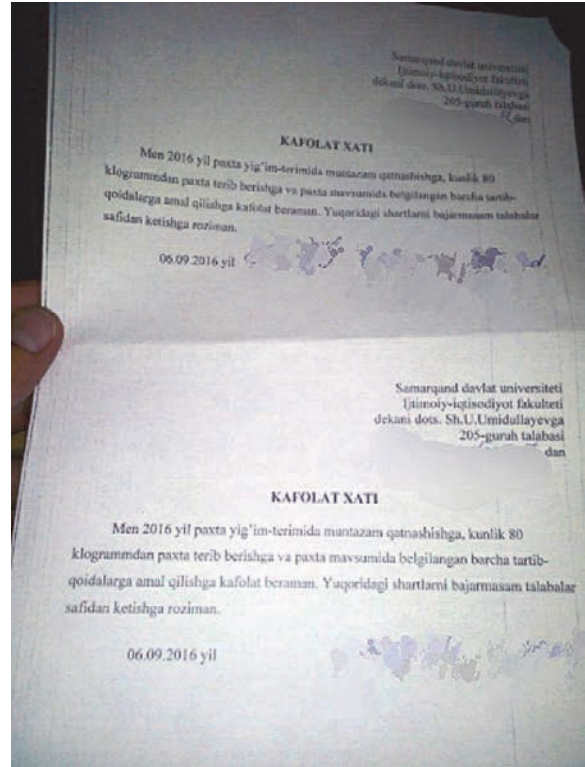 Samarqand davlat universiteti
Ijtimoiy-iqtisodiyot fakulteti
dekani dots. Sh.U.Umidullayevga
205-guruh talabasi
dan
KAFOLAT XATI
Men 2016 yil paxta yig'im-terimida muntazam qatnashishga, kunlik 80
klogrammdan paxta terib berishga va paxta mavsumida belgilangan barcha tartib-
qoidalarga amal qilishga kafolat beraman. Yuqoridagi shartlarni bajarmasam talabalar
safidan ketishga roziman.
06.09.2016 yil
Samarqand davlat universiteti
Ijtimoiy-iqtisodiyot fakulteti
dekani dots. Sh.U.Umidullayevga
205-guruh talabasi
dan
KAFOLAT XATI
Men 2016 yil paxta yig'im-terimida muntazam qatnashishga, kunlik 80
klogrammdan paxta terib berishga va paxta mavsumida belgilangan barcha tartib-
qoidalarga amal qilishga kafolat beraman. Yuqoridagi shartlarni bajarmasam talabalar
safidan ketishga roziman.
06.09.2016 yil